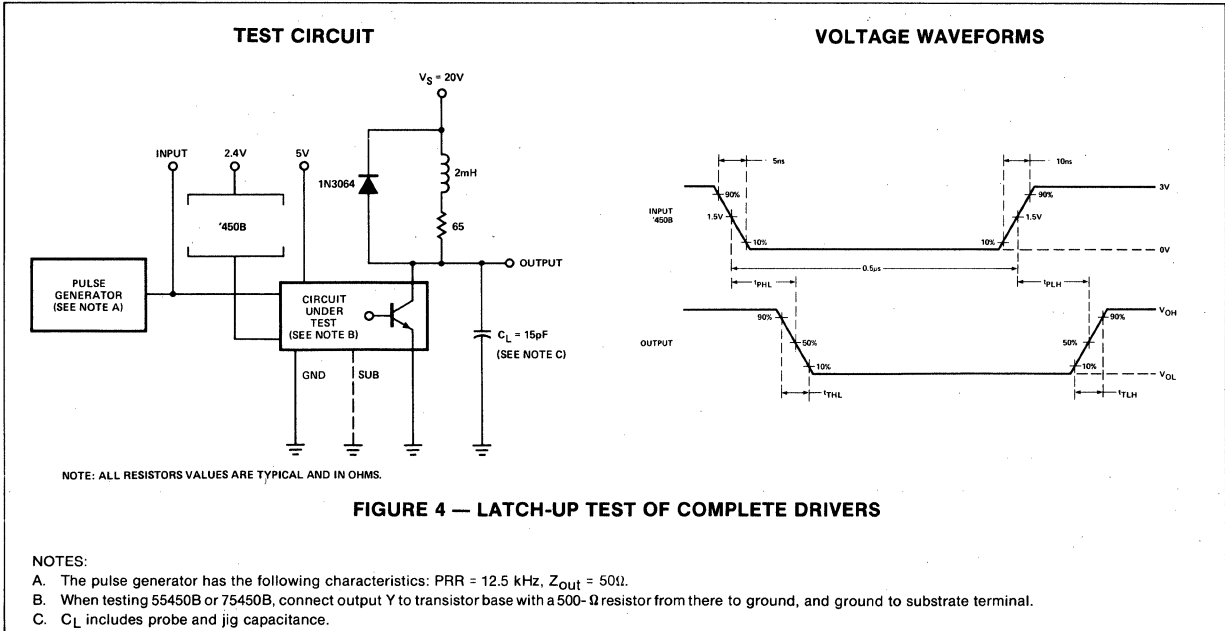 TEST CIRCUIT
V_S = 20V
INPUT
2.4V
5V
1N3064
2mH
'450B
65
OUTPUT
PULSE
GENERATOR
(SEE NOTE A)
CIRCUIT
UNDER
TEST
(SEE NOTE B)
C_L = 15pF
(SEE NOTE C)
GND
SUB
NOTE: ALL RESISTORS VALUES ARE TYPICAL AND IN OHMS.
VOLTAGE WAVEFORMS
5ns
10ns
90%
90%
3V
INPUT
'450B
1.5V
1.5V
10%
10%
0V
0.5μs
t_PHL
t_PLH
90%
90%
V_OH
OUTPUT
50%
50%
10%
10%
V_OL
t_THL
t_TLH
FIGURE 4 — LATCH-UP TEST OF COMPLETE DRIVERS
NOTES:
A. The pulse generator has the following characteristics: PRR = 12.5 kHz, Z_out = 50Ω.
B. When testing 55450B or 75450B, connect output Y to transistor base with a 500-Ω resistor from there to ground, and ground to substrate terminal.
C. C_L includes probe and jig capacitance.